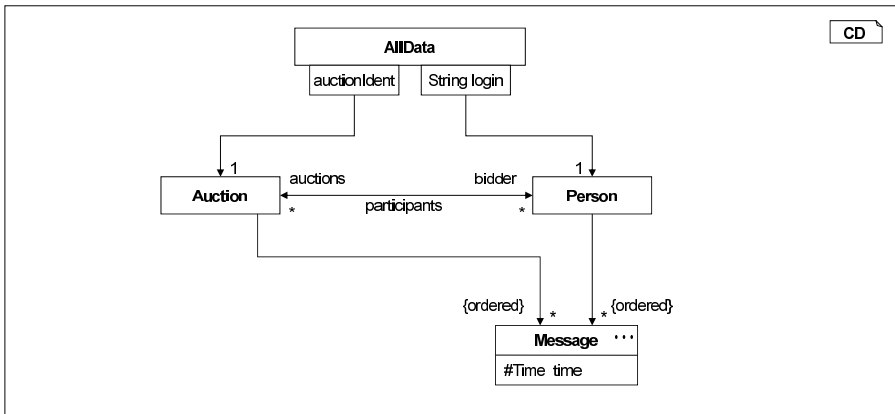 CD
AllData
auctionIdent
String login
1
1
Auction
auctions
bidder
Person
*
participants
*
{ordered}
*
*
{ordered}
Message ...
#Time time